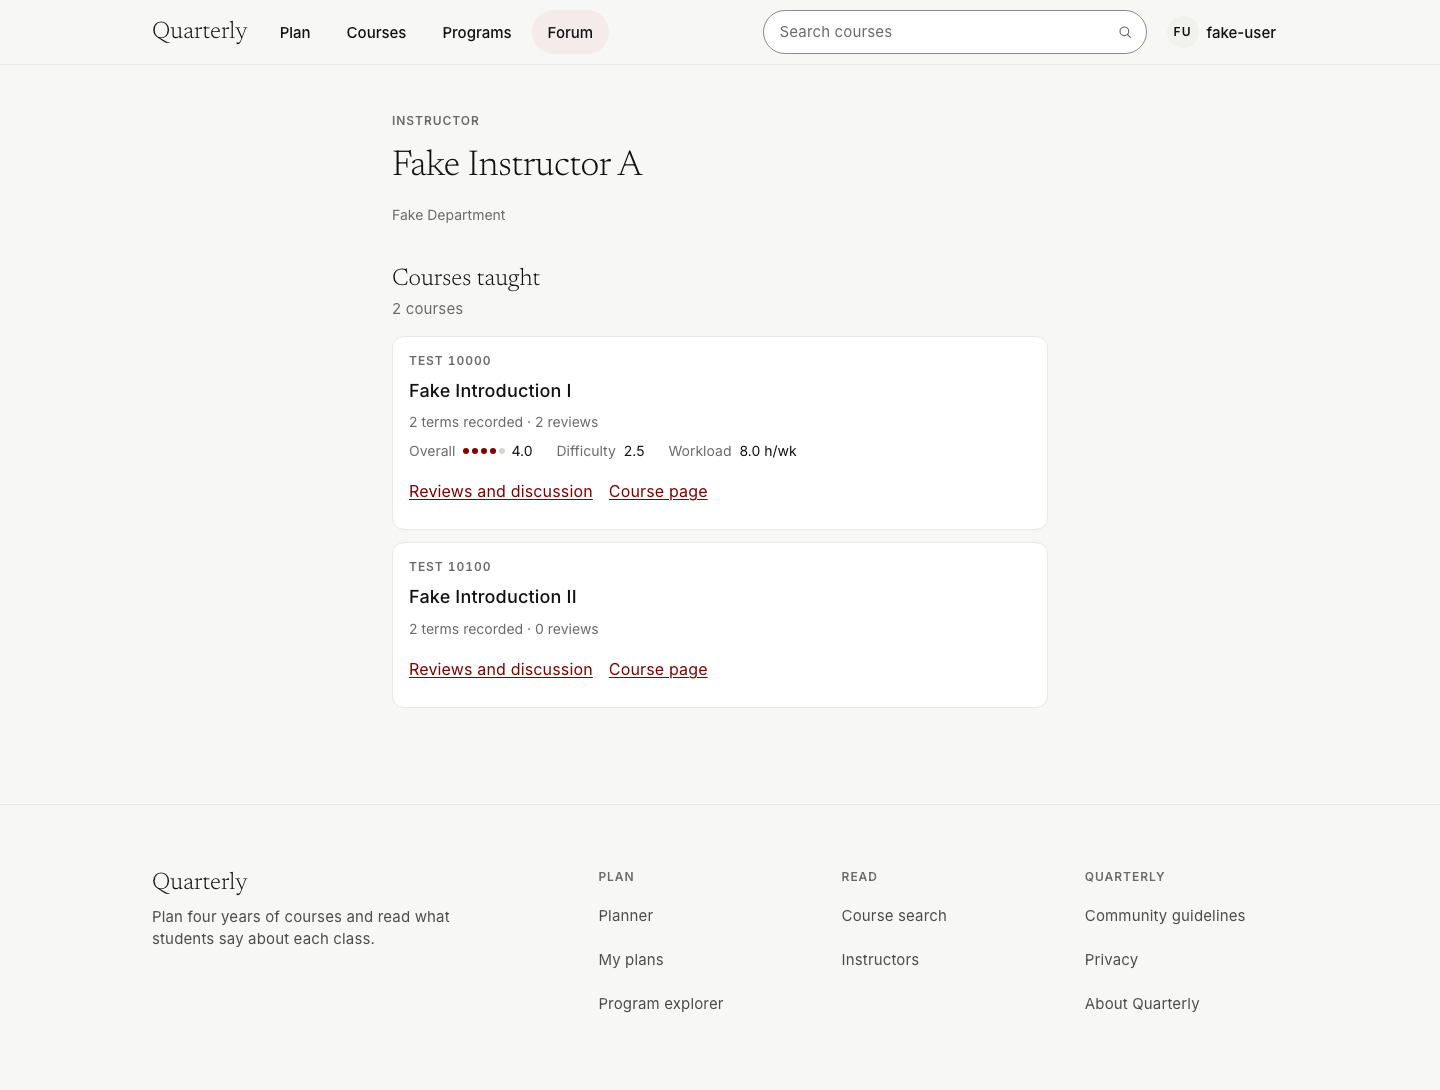 Quarterly
Plan
Courses
Programs
Forum
Search courses
FU
fake-user
INSTRUCTOR
Fake Instructor A
Fake Department
Courses taught
2 courses
TEST 10000
Fake Introduction I
2 terms recorded · 2 reviews
Overall 4.0 Difficulty 2.5 Workload 8.0 h/wk
Reviews and discussion Course page
TEST 10100
Fake Introduction II
2 terms recorded · 0 reviews
Reviews and discussion Course page
Quarterly
Plan four years of courses and read what
students say about each class.
PLAN
Planner
My plans
Program explorer
READ
Course search
Instructors
QUARTERLY
Community guidelines
Privacy
About Quarterly